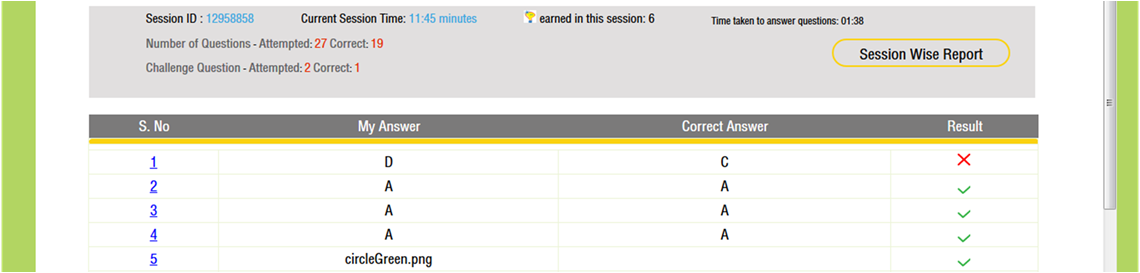 Session ID : 12958858 Current Session Time: 11:45 minutes earned in this session: 6 Time taken to answer questions: 01:38
Number of Questions - Attempted: 27 Correct: 19
Challenge Question - Attempted: 2 Correct: 1
Session Wise Report
S. No My Answer Correct Answer Result
1 D C
2 A A
3 A A
4 A A
5 circleGreen.png